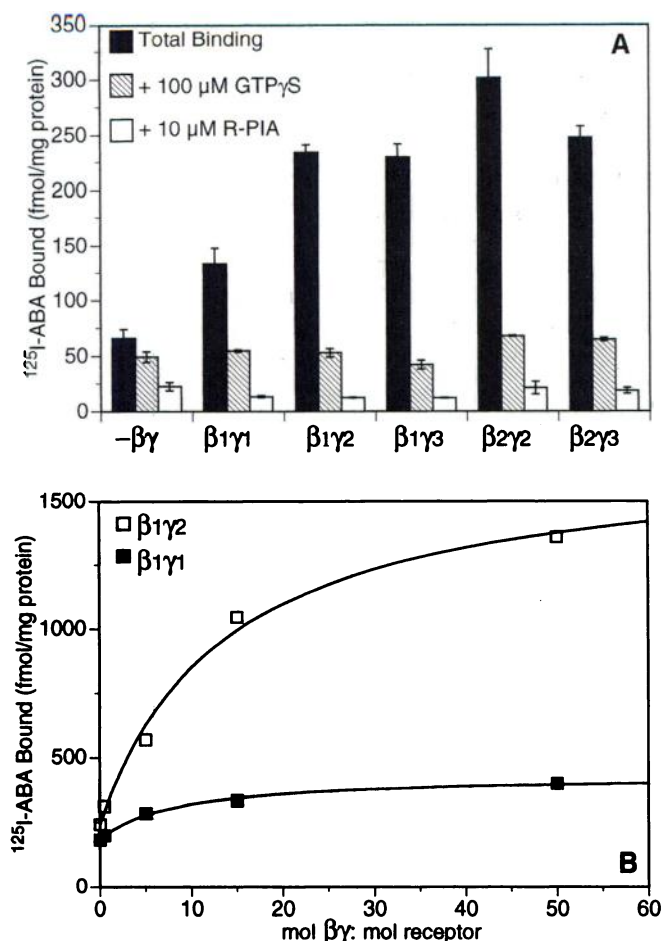 350
300
250
200
150
100
50
0
¹²⁵I-ABA Bound (fmol/mg protein)
Total Binding
+ 100 µM GTPγS
+ 10 µM R-PIA
A
−βγ β1γ1 β1γ2 β1γ3 β2γ2 β2γ3
1500
1000
500
0
¹²⁵I-ABA Bound (fmol/mg protein)
β1γ2
β1γ1
B
0 10 20 30 40 50 60
mol βγ: mol receptor